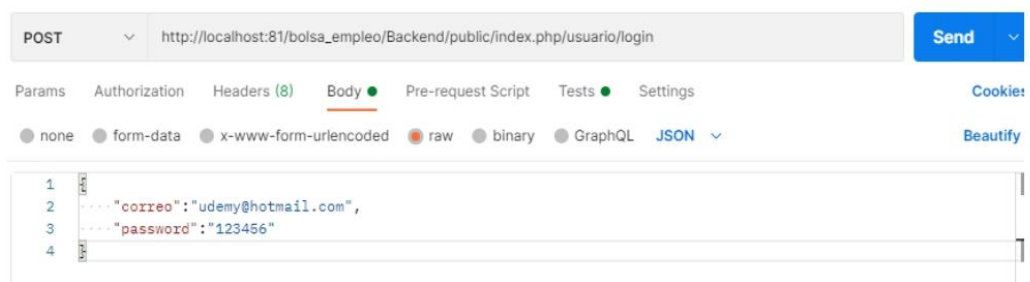 POST http://localhost:81/bolsa_empleo/Backend/public/index.php/usuario/login Send
Params Authorization Headers (8) Body Pre-request Script Tests Settings Cookies
none form-data x-www-form-urlencoded raw binary GraphQL JSON Beautify
1 {
2 "correo":"udemy@hotmail.com",
3 "password":"123456"
4 }